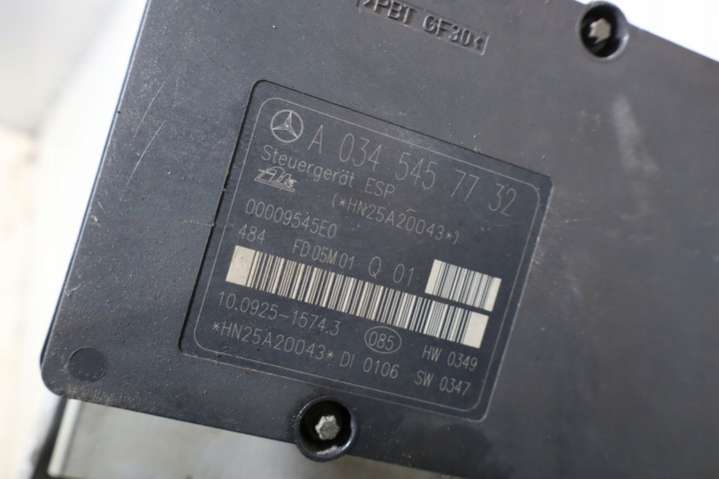 >PBT GF30<
A 034 545 77 32
Steuergerät ESP
(*HN25A20043*)
00009545E0
484 FD05M01 Q 01
10.0925-1574.3 085 HW 0349
*HN25A20043* DI 0106 SW 0347